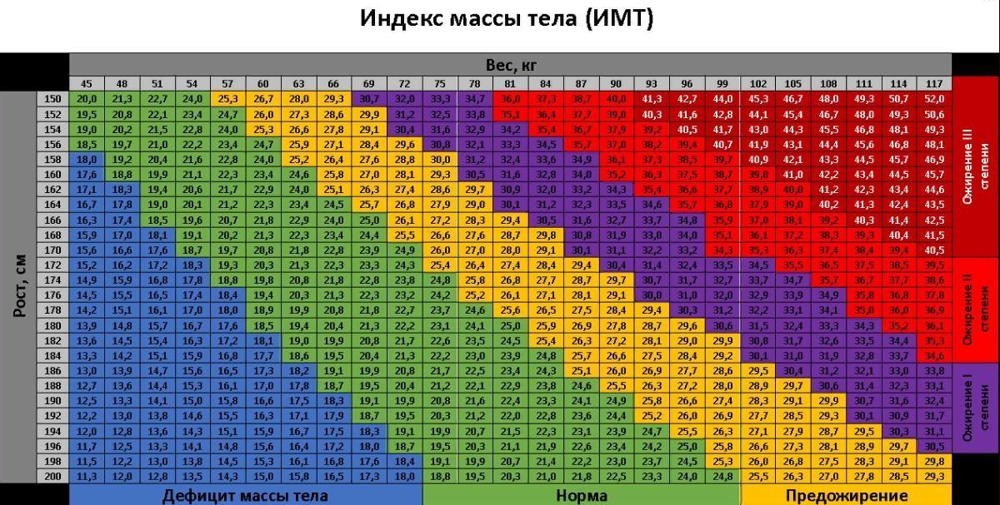 Индекс массы тела (ИМТ)
Вес, кг
45 48 51 54 57 60 63 66 69 72 75 78 81 84 87 90 93 96 99 102 105 108 111 114 117
Рост, см
150 20,0 21,3 22,7 24,0 25,3 26,7 28,0 29,3 30,7 32,0 33,3 34,7 36,0 37,3 38,7 40,0 41,3 42,7 44,0 45,3 46,7 48,0 49,3 50,7 52,0
152 19,5 20,8 22,1 23,4 24,7 26,0 27,3 28,6 29,9 31,2 32,5 33,8 35,1 36,4 37,7 39,0 40,3 41,6 42,8 44,1 45,4 46,7 48,0 49,3 50,6
154 19,0 20,2 21,5 22,8 24,0 25,3 26,6 27,8 29,1 30,4 31,6 32,9 34,2 35,4 36,7 37,9 39,2 40,5 41,7 43,0 44,3 45,5 46,8 48,1 49,3
156 18,5 19,7 21,0 22,2 23,4 24,7 25,9 27,1 28,4 29,6 30,8 32,1 33,3 34,5 35,7 37,0 38,2 39,4 40,7 41,9 43,1 44,4 45,6 46,8 48,1
158 18,0 19,2 20,4 21,6 22,8 24,0 25,2 26,4 27,6 28,8 30,0 31,2 32,4 33,6 34,9 36,1 37,3 38,5 39,7 40,9 42,1 43,3 44,5 45,7 46,9
160 17,6 18,8 19,9 21,1 22,3 23,4 24,6 25,8 27,0 28,1 29,3 30,5 31,6 32,8 34,0 35,2 36,3 37,5 38,7 39,8 41,0 42,2 43,4 44,5 45,7
162 17,1 18,3 19,4 20,6 21,7 22,9 24,0 25,1 26,3 27,4 28,6 29,7 30,9 32,0 33,2 34,3 35,4 36,6 37,7 38,9 40,0 41,2 42,3 43,4 44,6
164 16,7 17,8 19,0 20,1 21,2 22,3 23,4 24,5 25,7 26,8 27,9 29,0 30,1 31,2 32,3 33,5 34,6 35,7 36,8 37,9 39,0 40,2 41,3 42,4 43,5
166 16,3 17,4 18,5 19,6 20,7 21,8 22,9 24,0 25,0 26,1 27,2 28,3 29,4 30,5 31,6 32,7 33,7 34,8 35,9 37,0 38,1 39,2 40,3 41,4 42,5
168 15,9 17,0 18,1 19,1 20,2 21,3 22,3 23,4 24,4 25,5 26,6 27,6 28,7 29,8 30,8 31,9 33,0 34,0 35,1 36,1 37,2 38,3 39,3 40,4 41,5
170 15,6 16,6 17,6 18,7 19,7 20,8 21,8 22,8 23,9 24,9 26,0 27,0 28,0 29,1 30,1 31,1 32,2 33,2 34,3 35,3 36,3 37,4 38,4 39,4 40,5
172 15,2 16,2 17,2 18,3 19,3 20,3 21,3 22,3 23,3 24,3 25,4 26,4 27,4 28,4 29,4 30,4 31,4 32,4 33,5 34,5 35,5 36,5 37,5 38,5 39,5
174 14,9 15,9 16,8 17,8 18,8 19,8 20,8 21,8 22,8 23,8 24,8 25,8 26,8 27,7 28,7 29,7 30,7 31,7 32,7 33,7 34,7 35,7 36,7 37,7 38,6
176 14,5 15,5 16,5 17,4 18,4 19,4 20,3 21,3 22,3 23,2 24,2 25,2 26,1 27,1 28,1 29,1 30,0 31,0 32,0 32,9 33,9 34,9 35,8 36,8 37,8
178 14,2 15,1 16,1 17,0 18,0 18,9 19,9 20,8 21,8 22,7 23,7 24,6 25,6 26,5 27,5 28,4 29,4 30,3 31,2 32,2 33,1 34,1 35,0 36,0 36,9
180 13,9 14,8 15,7 16,7 17,6 18,5 19,4 20,4 21,3 22,2 23,1 24,1 25,0 25,9 26,9 27,8 28,7 29,6 30,6 31,5 32,4 33,3 34,3 35,2 36,1
182 13,6 14,5 15,4 16,3 17,2 18,1 19,0 19,9 20,8 21,7 22,6 23,5 24,5 25,4 26,3 27,2 28,1 29,0 29,9 30,8 31,7 32,6 33,5 34,4 35,3
184 13,3 14,2 15,1 15,9 16,8 17,7 18,6 19,5 20,4 21,3 22,2 23,0 23,9 24,8 25,7 26,6 27,5 28,4 29,2 30,1 31,0 31,9 32,8 33,7 34,6
186 13,0 13,9 14,7 15,6 16,5 17,3 18,2 19,1 19,9 20,8 21,7 22,5 23,4 24,3 25,1 26,0 26,9 27,7 28,6 29,5 30,4 31,2 32,1 33,0 33,8
188 12,7 13,6 14,4 15,3 16,1 17,0 17,8 18,7 19,5 20,4 21,2 22,1 22,9 23,8 24,6 25,5 26,3 27,2 28,0 28,9 29,7 30,6 31,4 32,3 33,1
190 12,5 13,3 14,1 15,0 15,8 16,6 17,5 18,3 19,1 19,9 20,8 21,6 22,4 23,3 24,1 24,9 25,8 26,6 27,4 28,3 29,1 29,9 30,7 31,6 32,4
192 12,2 13,0 13,8 14,6 15,5 16,3 17,1 17,9 18,7 19,5 20,3 21,2 22,0 22,8 23,6 24,4 25,2 26,0 26,9 27,7 28,5 29,3 30,1 30,9 31,7
194 12,0 12,8 13,6 14,3 15,1 15,9 16,7 17,5 18,3 19,1 19,9 20,7 21,5 22,3 23,1 23,9 24,7 25,5 26,3 27,1 27,9 28,7 29,5 30,3 31,1
196 11,7 12,5 13,3 14,1 14,8 15,6 16,4 17,2 18,0 18,7 19,5 20,3 21,1 21,9 22,6 23,4 24,2 25,0 25,8 26,6 27,3 28,1 28,9 29,7 30,5
198 11,5 12,2 13,0 13,8 14,5 15,3 16,1 16,8 17,6 18,4 19,1 19,9 20,7 21,4 22,2 23,0 23,7 24,5 25,3 26,0 26,8 27,5 28,3 29,1 29,8
200 11,3 12,0 12,8 13,5 14,3 15,0 15,8 16,5 17,3 18,0 18,8 19,5 20,3 21,0 21,8 22,5 23,3 24,0 24,8 25,5 26,3 27,0 27,8 28,5 29,3
Ожирение III
степени
Ожирение II
степени
Ожирение I
степени
Дефицит массы тела Норма Предожирение